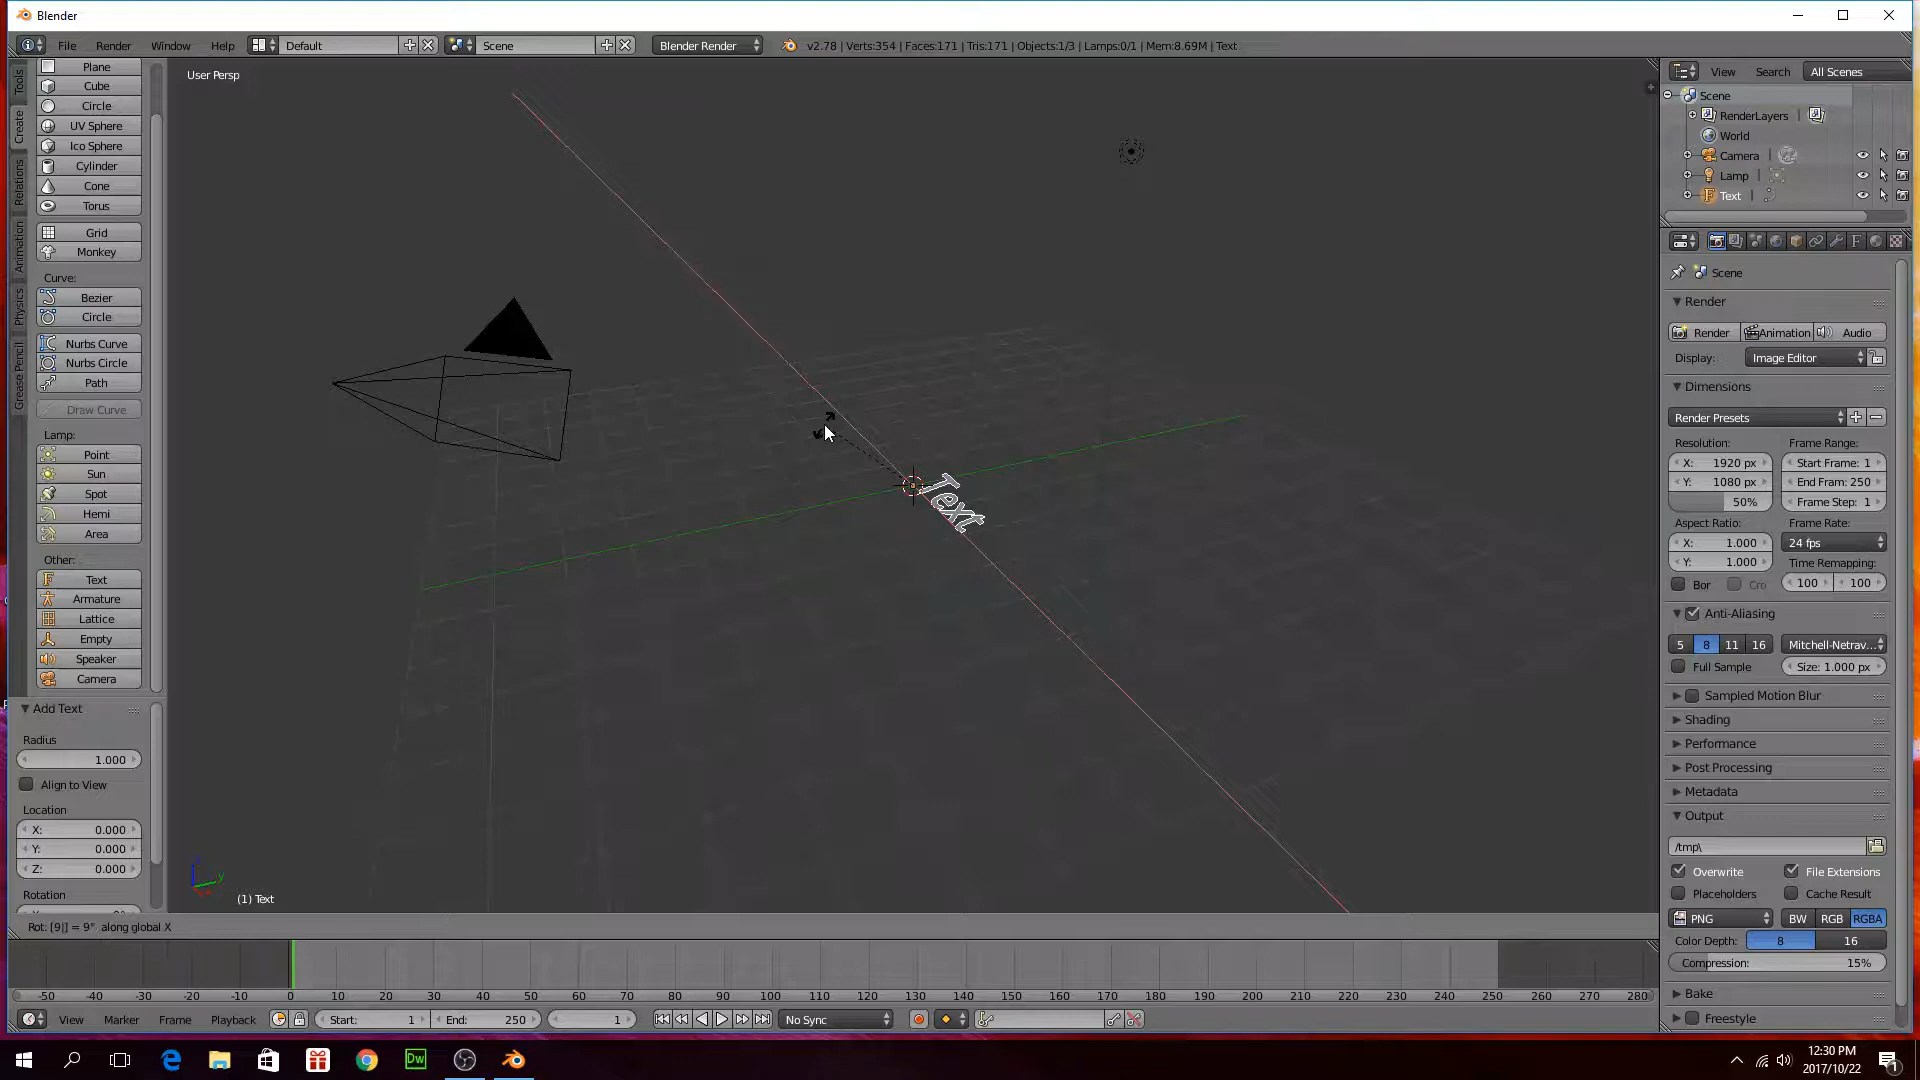 Blender
File Render Window Help Default Scene Blender Render v2.78 | Verts:354 | Faces:171 | Tris:171 | Objects:1/3 | Lamps:0/1 | Mem:8.69M | Text
Tools
Create
Relations
Animation
Physics
Grease Pencil
Plane
Cube
Circle
UV Sphere
Ico Sphere
Cylinder
Cone
Torus
Grid
Monkey
Curve:
Bezier
Circle
Nurbs Curve
Nurbs Circle
Path
Draw Curve
Lamp:
Point
Sun
Spot
Hemi
Area
Other:
Text
Armature
Lattice
Empty
Speaker
Camera
Add Text
Radius
1.000
Align to View
Location
X: 0.000
Y: 0.000
Z: 0.000
Rotation
User Persp
Text
(1) Text
Rot: [9|] = 9° along global X
View Search All Scenes
Scene
RenderLayers |
World
Camera |
Lamp |
Text |
Scene
Render
Render Animation Audio
Display: Image Editor
Dimensions
Render Presets
Resolution: Frame Range:
X: 1920 px Start Frame: 1
Y: 1080 px End Fram: 250
50% Frame Step: 1
Aspect Ratio: Frame Rate:
X: 1.000 24 fps
Y: 1.000 Time Remapping:
Bor Cro 100 100
Anti-Aliasing
5 8 11 16 Mitchell-Netrav...
Full Sample Size: 1.000 px
Sampled Motion Blur
Shading
Performance
Post Processing
Metadata
Output
/tmp\
Overwrite File Extensions
Placeholders Cache Result
PNG BW RGB RGBA
Color Depth: 8 16
Compression: 15%
Bake
Freestyle
-50 -40 -30 -20 -10 0 10 20 30 40 50 60 70 80 90 100 110 120 130 140 150 160 170 180 190 200 210 220 230 240 250 260 270 280
View Marker Frame Playback Start: 1 End: 250 1 No Sync
Dw
12:30 PM
2017/10/22
1